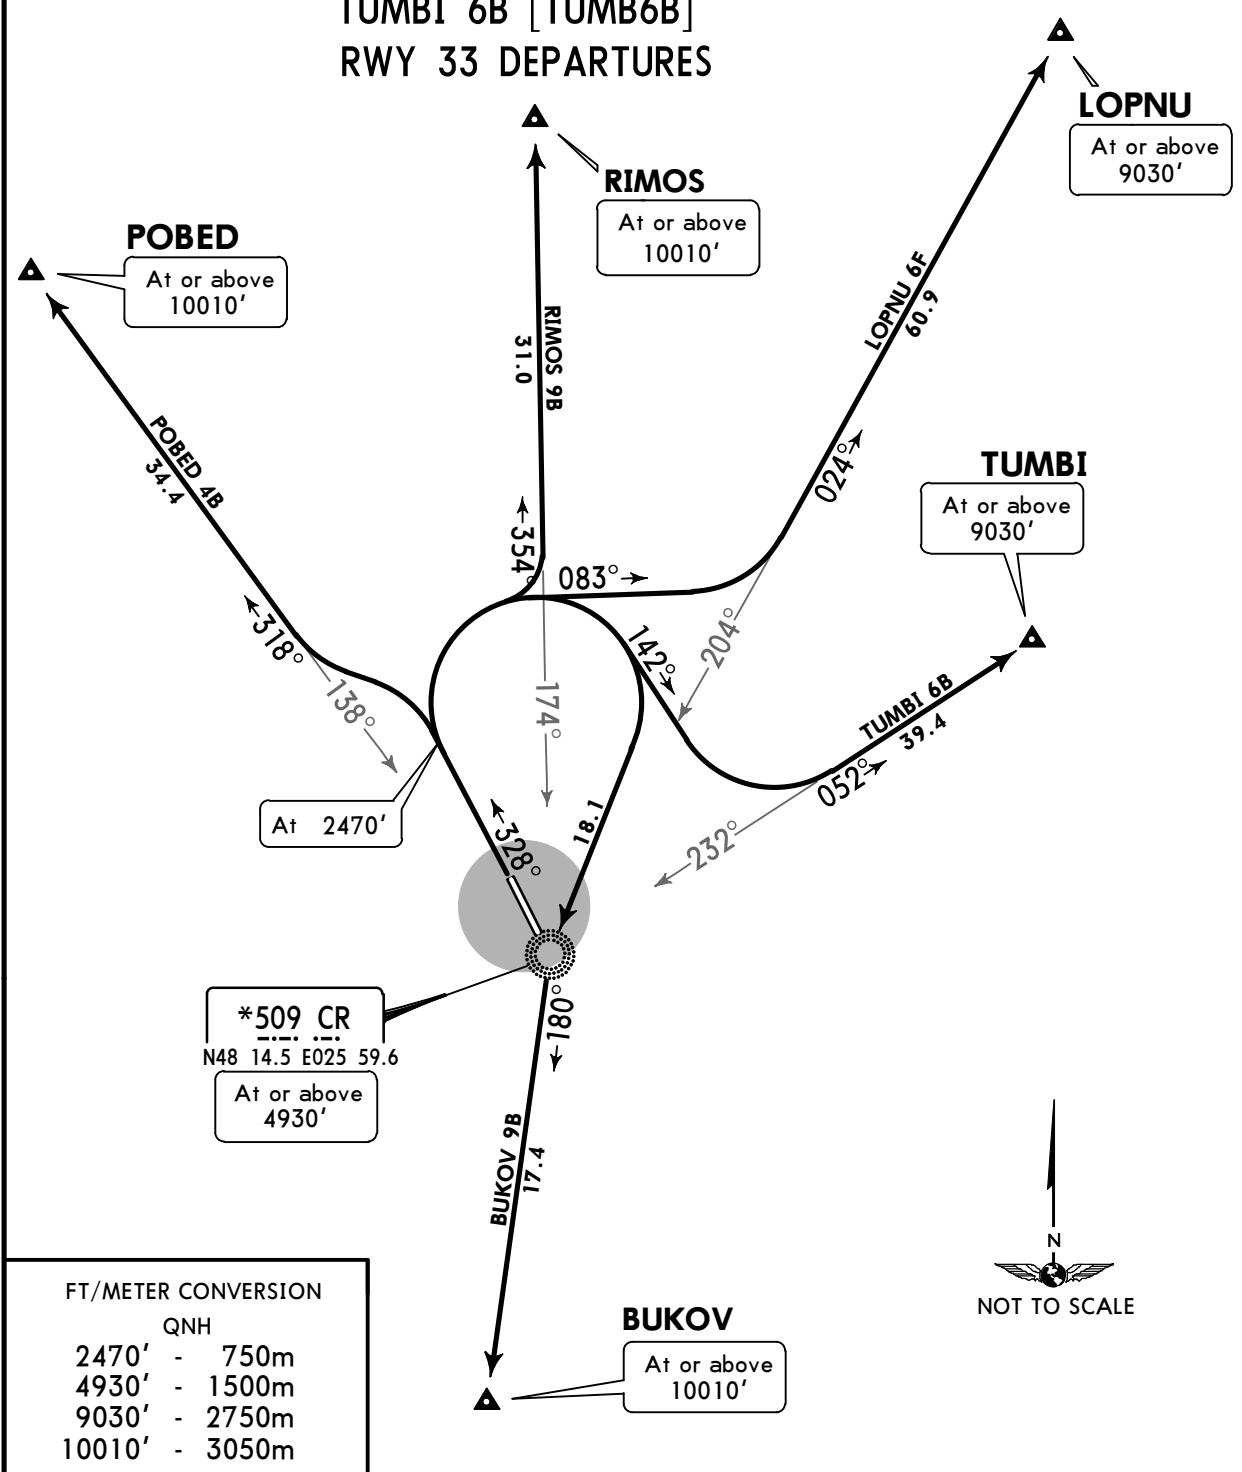 TUMBI 6B [TUMB6B]
RWY 33 DEPARTURES
LOPNU
At or above
9030'
RIMOS
At or above
10010'
POBED
At or above
10010'
LOPNU 6F
60.9
RIMOS 9B
31.0
POBED 4B
34.4
024°
TUMBI
At or above
9030'
354°
083°
318°
138°
142°
204°
174°
TUMBI 6B
39.4
052°
232°
At 2470'
328°
18.1
*509 CR
N48 14.5 E025 59.6
At or above
4930'
180°
BUKOV 9B
17.4
N
NOT TO SCALE
BUKOV
At or above
10010'
FT/METER CONVERSION
QNH
2470' - 750m
4930' - 1500m
9030' - 2750m
10010' - 3050m